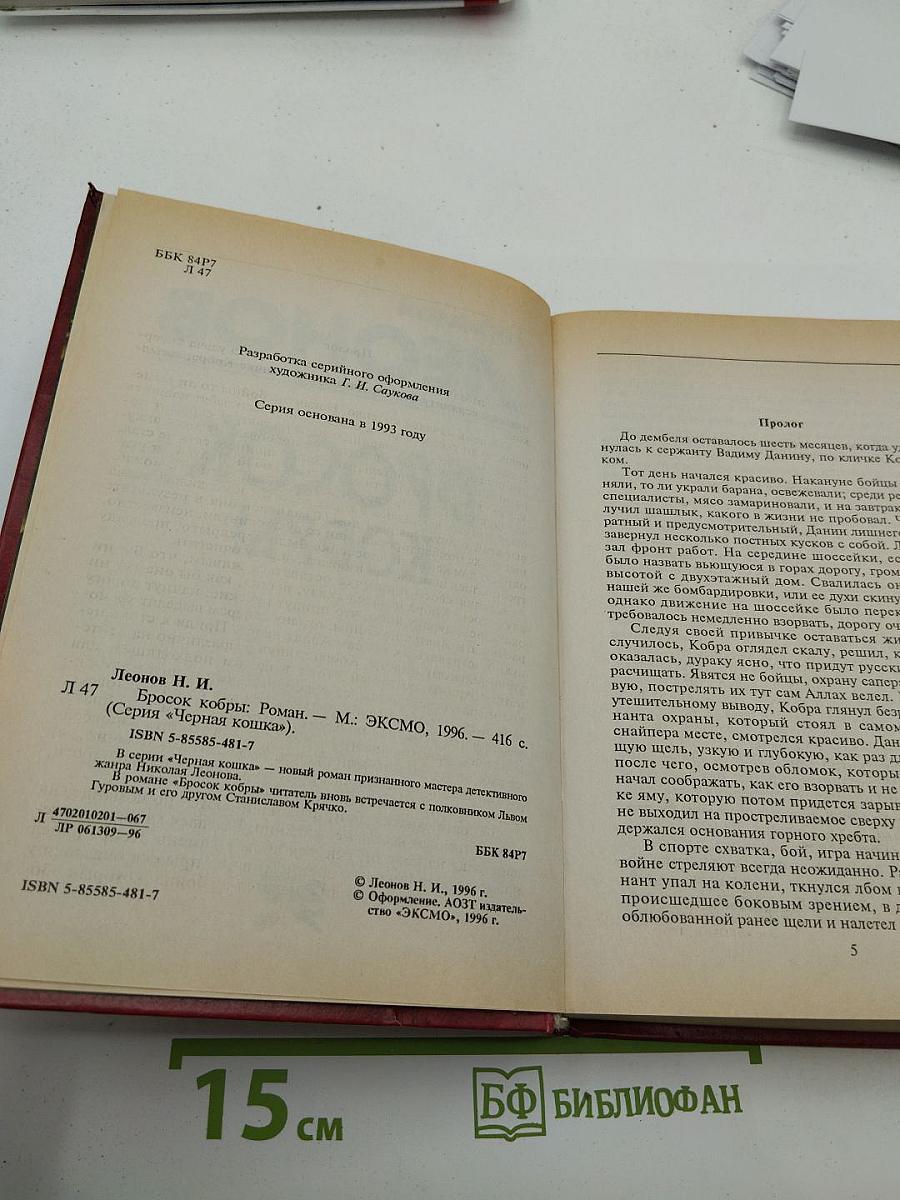 ББК 84Р7
Л 47
Разработка серийного оформления
художника Г. И. Саукова
Серия основана в 1993 году
Леонов Н. И.
Л 47
Бросок кобры: Роман. — М.: ЭКСМО, 1996. — 416 с.
(Серия «Черная кошка»).
ISBN 5-85585-481-7
В серии «Черная кошка» — новый роман признанного мастера детективного
жанра Николая Леонова.
В романе «Бросок кобры» читатель вновь встречается с полковником Львом
Гуровым и его другом Станиславом Крячко.
Л 4702010201—067
ЛР 061309—96
ББК 84Р7
ISBN 5-85585-481-7
© Леонов Н. И., 1996 г.
© Оформление. АОЗТ издатель-
ство «ЭКСМО», 1996 г.
Пролог
До дембеля оставалось шесть месяцев, когда
нулась к сержанту Вадиму Данину, по кличке
ком.
Тот день начался красиво. Накануне бойцы
няли, то ли украли барана, освежевали; среди
специалисты, мясо замариновали, и на завтрак
лучил шашлык, какого в жизни не пробовал.
ратный и предусмотрительный, Данин лишнего
завернул несколько постных кусков с собой.
зал фронт работ. На середине шоссейки,
было назвать вьющуюся в горах дорогу,
высотой с двухэтажный дом. Свалилась
нашей же бомбардировки, или ее духи
однако движение на шоссейке было
требовалось немедленно взорвать, дорогу
Следуя своей привычке оставаться
случилось, Кобра оглядел скалу, решил,
оказалась, дураку ясно, что придут
расчищать. Явятся не бойцы, охрану
вую, пострелять их тут сам Аллах велел.
утешительному выводу, Кобра глянул
нанта охраны, который стоял в самом
снайпера месте, смотрелся красиво.
щую щель, узкую и глубокую, как раз
после чего, осмотрев обломок,
начал соображать, как его взорвать и не
ке яму, которую потом придется
не выходил на простреливаемое сверху
держался основания горного хребта.
В спорте схватка, бой, игра
войне стреляют всегда неожиданно.
нант упал на колени, ткнулся лбом
происшедшее боковым зрением, в
облюбованной ранее щели и налетел
5
15 см
БФ БИБЛИОФАН